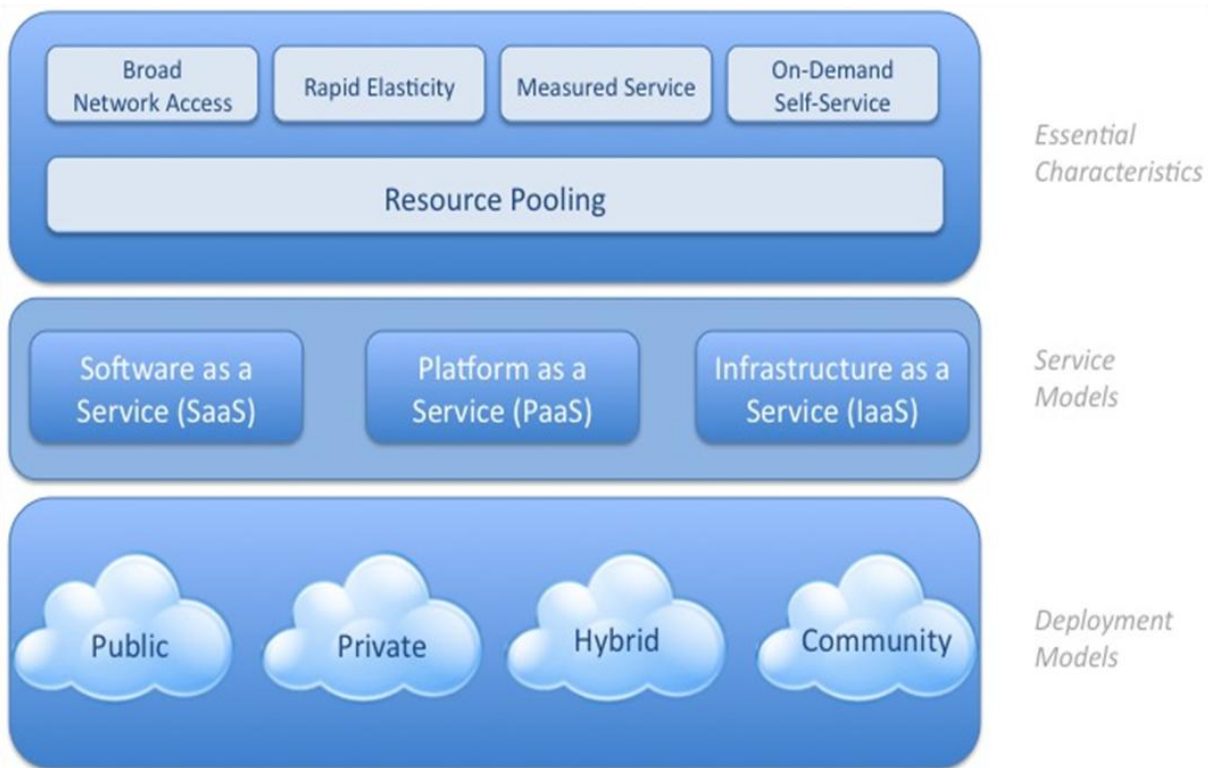 Broad
Network Access
Rapid Elasticity
Measured Service
On-Demand
Self-Service
Resource Pooling
Essential
Characteristics
Software as a
Service (SaaS)
Platform as a
Service (PaaS)
Infrastructure as a
Service (IaaS)
Service
Models
Public
Private
Hybrid
Community
Deployment
Models